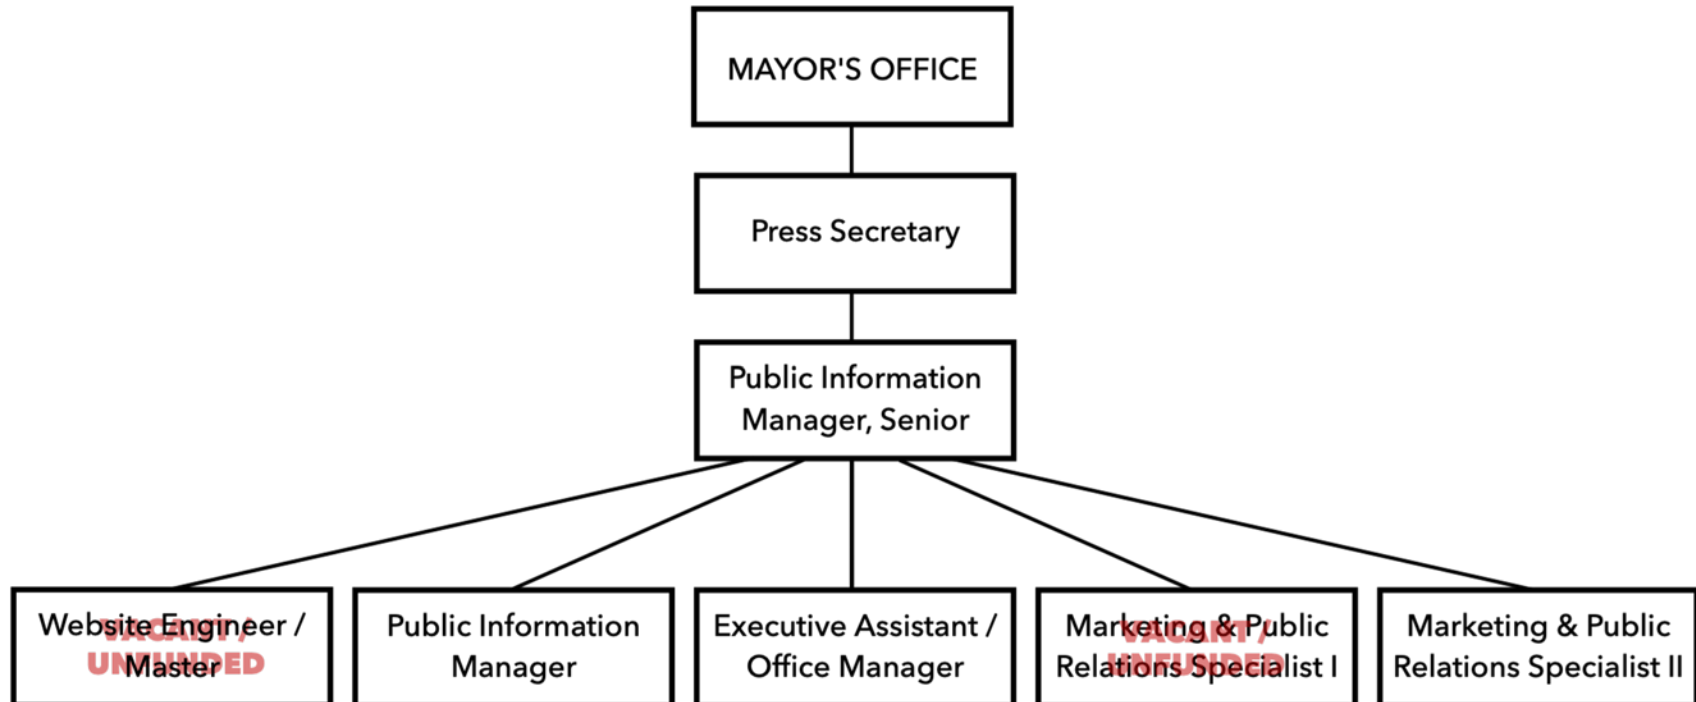 MAYOR'S OFFICE
Press Secretary
Public Information
Manager, Senior
Website Engineer /
Master
VACANT /
UNFUNDED
Public Information
Manager
Executive Assistant /
Office Manager
Marketing & Public
Relations Specialist I
VACANT /
UNFUNDED
Marketing & Public
Relations Specialist II